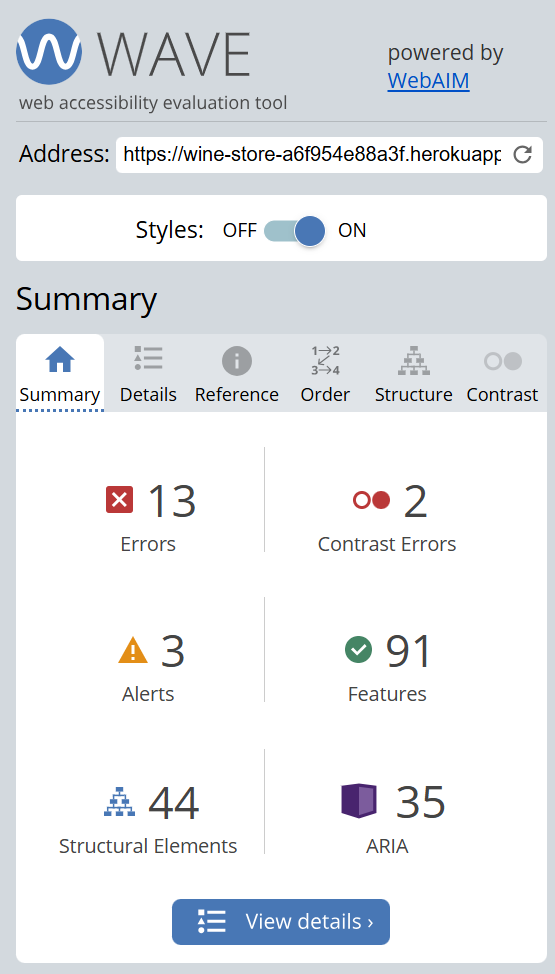 WAVE
powered by
WebAIM
web accessibility evaluation tool
Address: https://wine-store-a6f954e88a3f.herokuapp
Styles: OFF ON
Summary
1→2
3→4
Summary Details Reference Order Structure Contrast
13 2
Errors Contrast Errors
3 91
Alerts Features
44 35
Structural Elements ARIA
View details ›